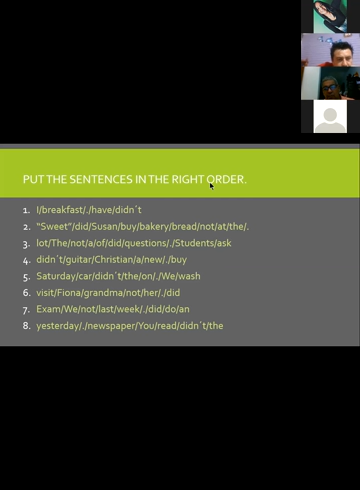 PUT THE SENTENCES IN THE RIGHT ORDER.
1. I/breakfast/./have/didn´t
2. “Sweet”/did/Susan/buy/bakery/bread/not/at/the/.
3. lot/The/not/a/of/did/questions/./Students/ask
4. didn´t/guitar/Christian/a/new/./buy
5. Saturday/car/didn´t/the/on/./We/wash
6. visit/Fiona/grandma/not/her/./did
7. Exam/We/not/last/week/./did/do/an
8. yesterday/./newspaper/You/read/didn´t/the